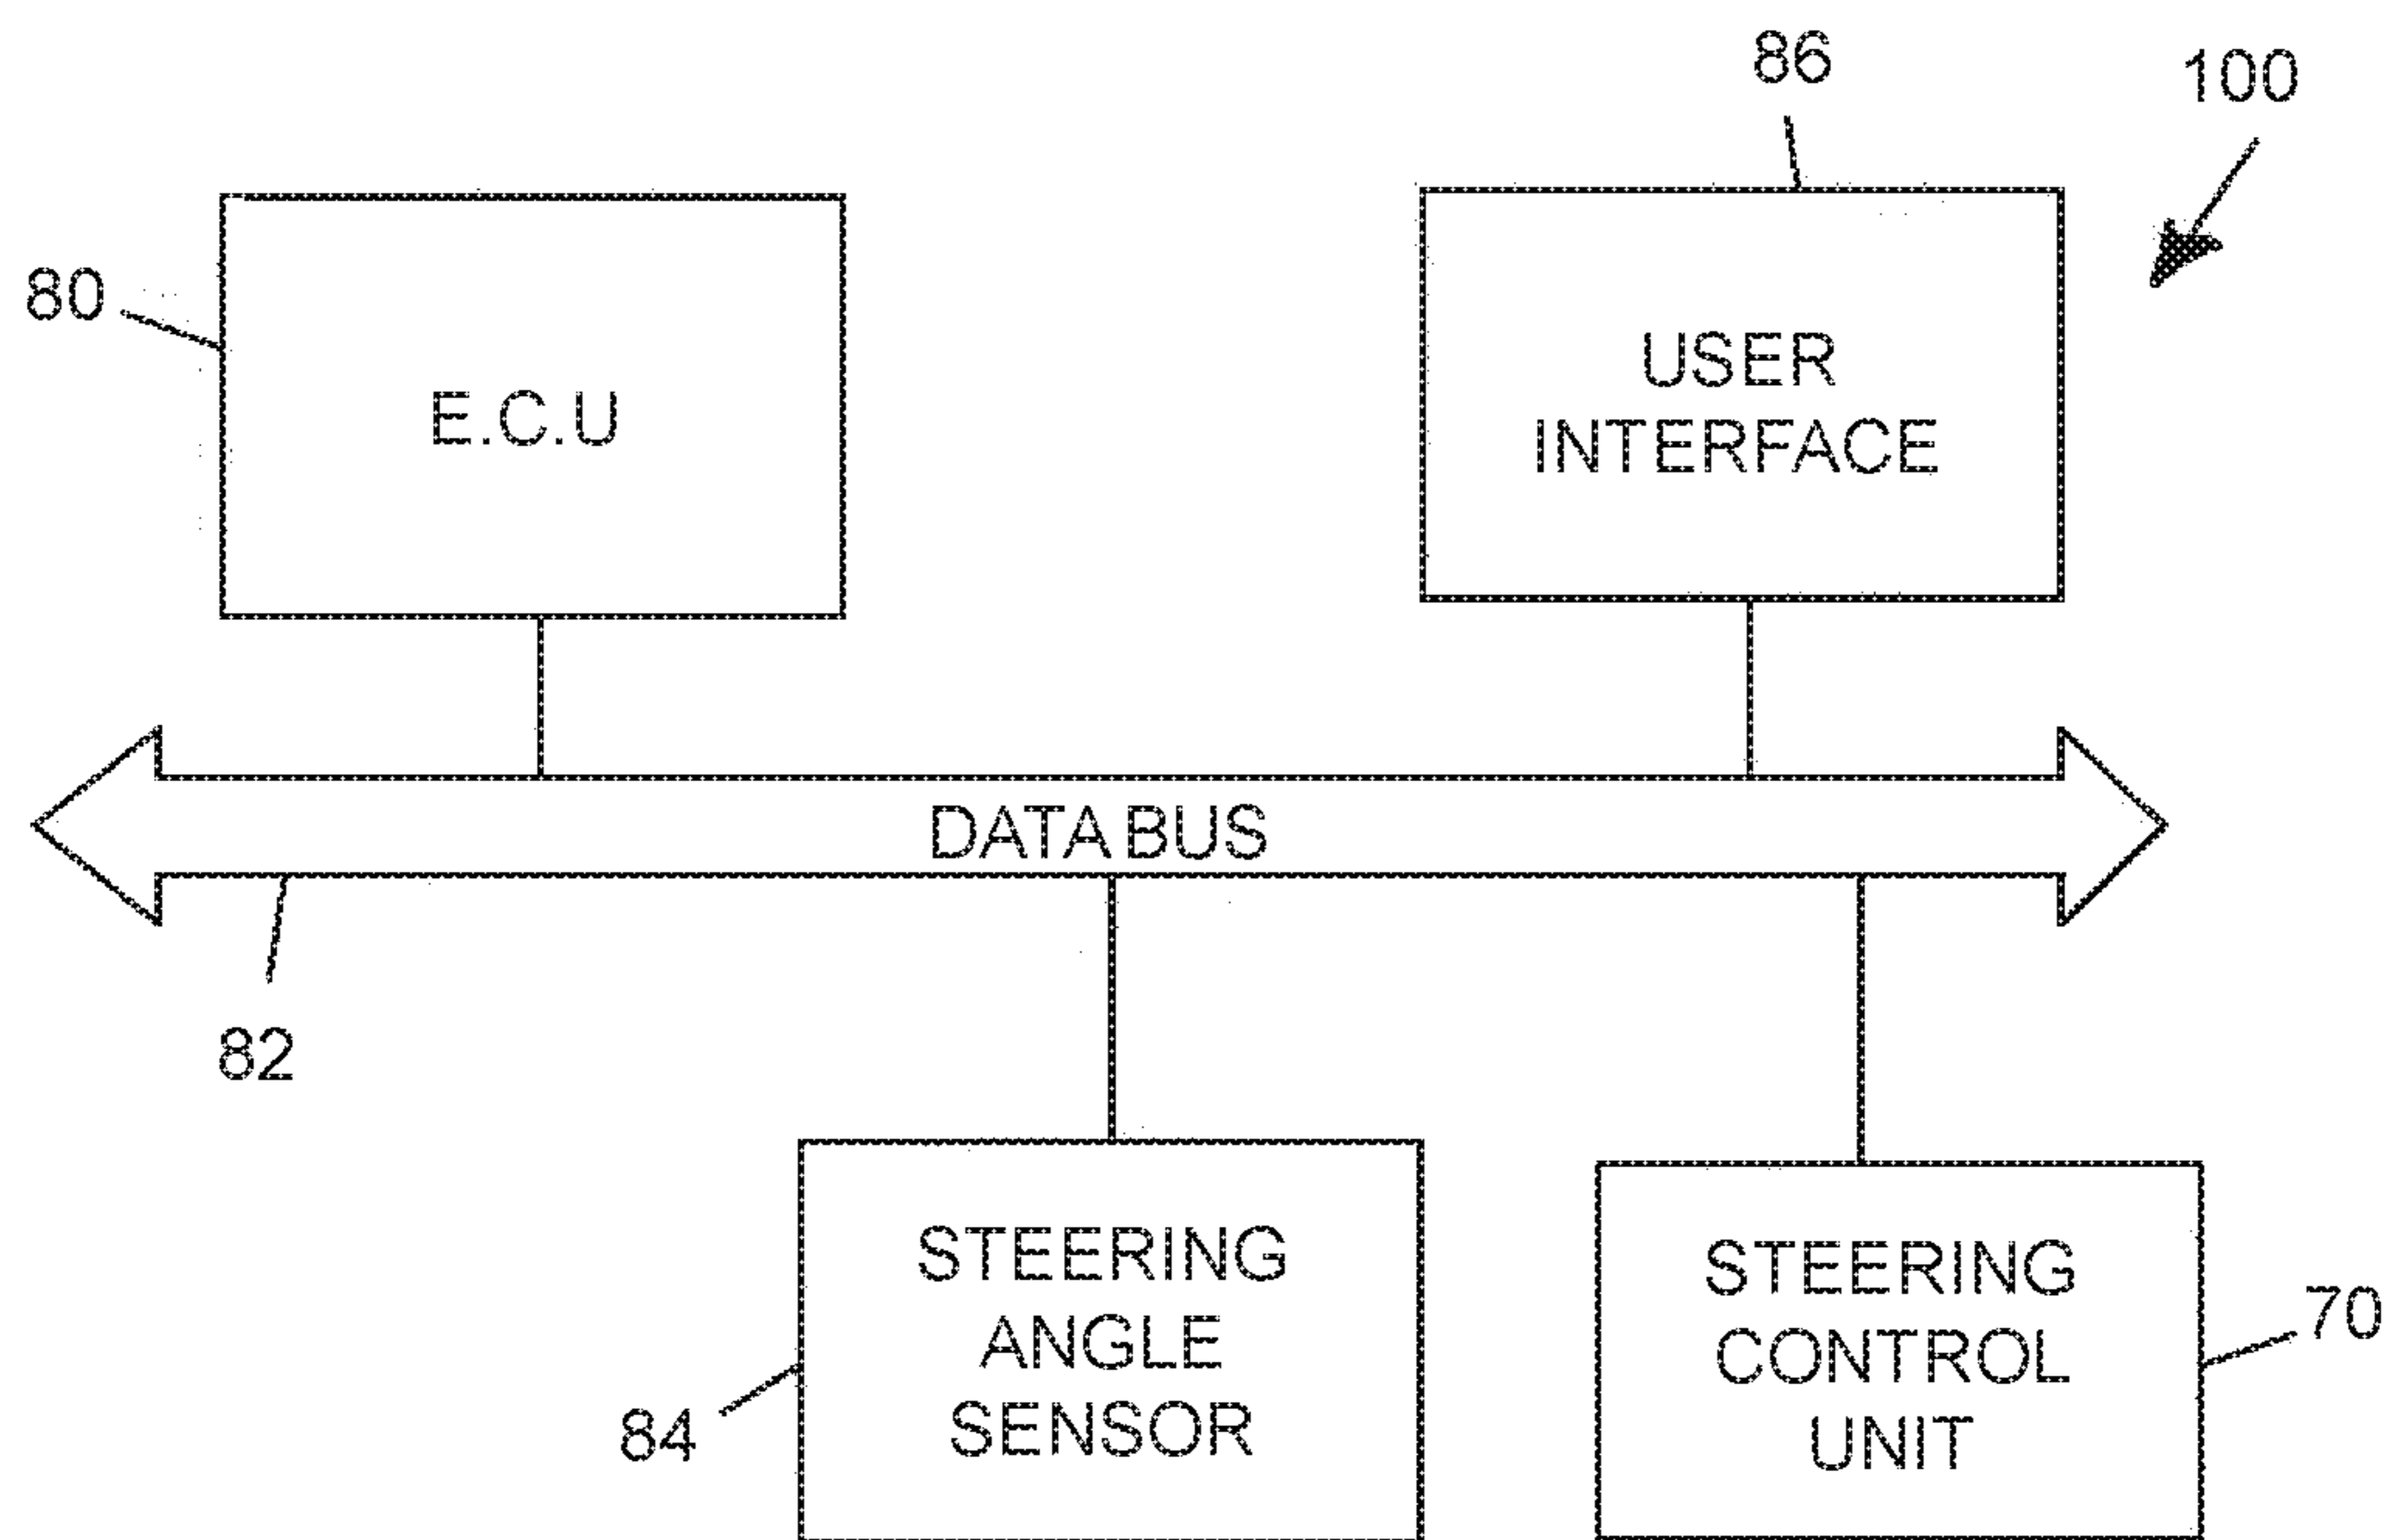 86
100
80
E.C.U
USER
INTERFACE
DATA BUS
82
STEERING
ANGLE
SENSOR
84
STEERING
CONTROL
UNIT
70